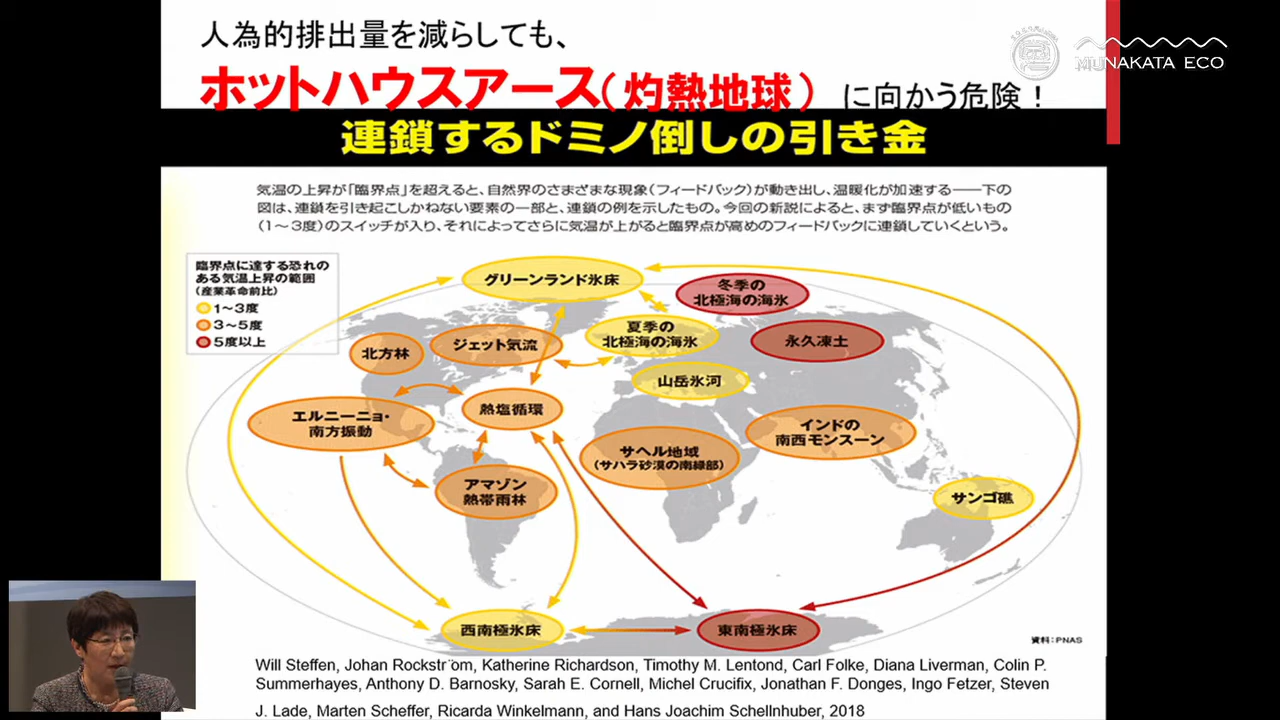 人為的排出量を減らしても、
ホットハウスアース(灼熱地球)に向かう危険！
MUNAKATA ECO
連鎖するドミノ倒しの引き金
気温の上昇が「臨界点」を超えると、自然界のさまざまな現象（フィードバック）が動き出し、温暖化が加速する――下の
図は、連鎖を引き起こしかねない要素の一部と、連鎖の例を示したもの。今回の新説によると、まず臨界点が低いもの
（1～3度）のスイッチが入り、それによってさらに気温が上がると臨界点が高めのフィードバックに連鎖していくという。
臨界点に達する恐れの
ある気温上昇の範囲
(産業革命前比)
1～3度
3～5度
5度以上
グリーンランド氷床
冬季の
北極海の海氷
夏季の
北極海の海氷
永久凍土
北方林
ジェット気流
山岳氷河
エルニーニョ・
南方振動
熱塩循環
サヘル地域
(サハラ砂漠の南縁部)
インドの
南西モンスーン
アマゾン
熱帯雨林
サンゴ礁
西南極氷床
東南極氷床
資料：PNAS
Will Steffen, Johan Rockstr¨om, Katherine Richardson, Timothy M. Lentond, Carl Folke, Diana Liverman, Colin P.
Summerhayes, Anthony D. Barnosky, Sarah E. Cornell, Michel Crucifix, Jonathan F. Donges, Ingo Fetzer, Steven
J. Lade, Marten Scheffer, Ricarda Winkelmann, and Hans Joachim Schellnhuber, 2018